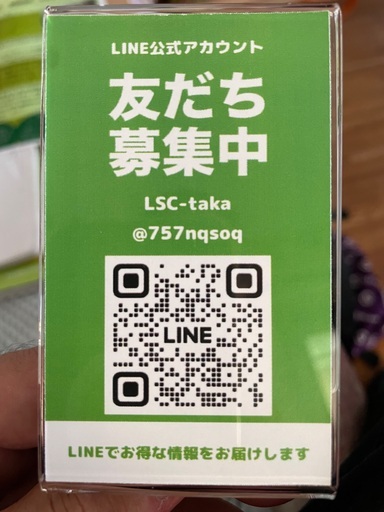 LINE公式アカウント
友だち
募集中
LSC-taka
@757nqsoq
LINE
LINEでお得な情報をお届けします